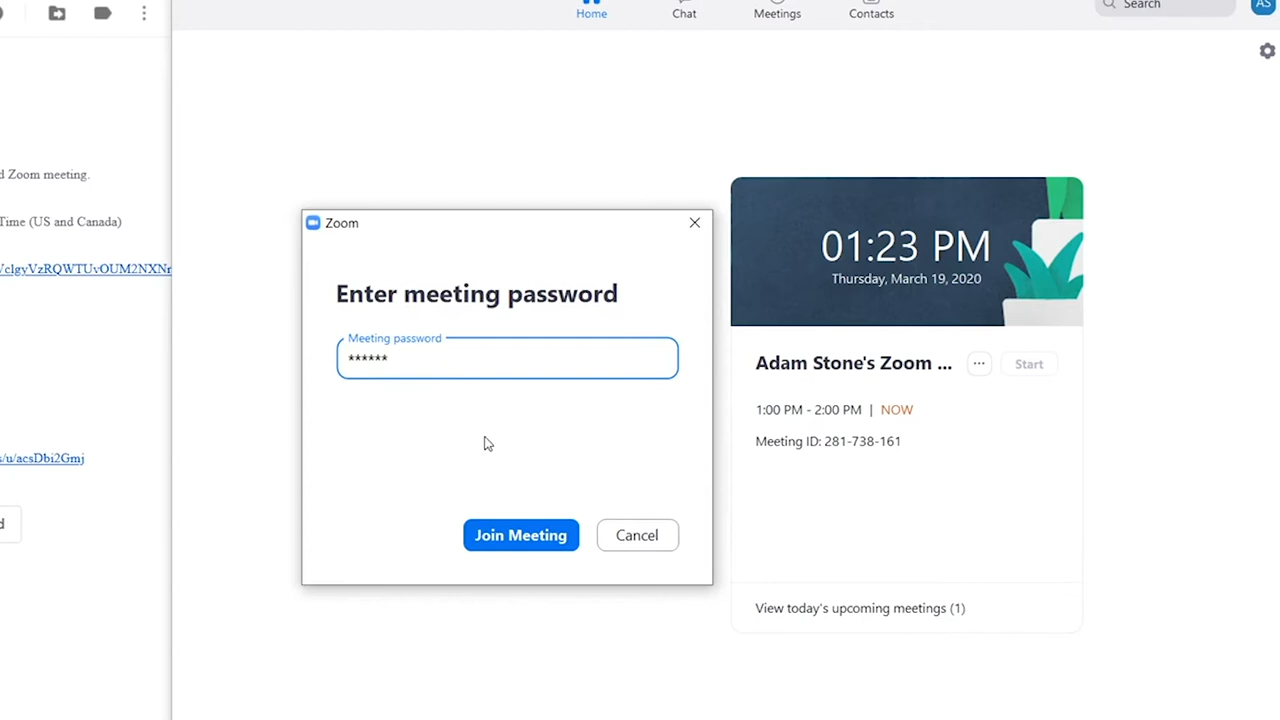 Home
Chat
Meetings
Contacts
Search
AS
d Zoom meeting.
Time (US and Canada)
s/u/acsDbi2Gmj
d
Zoom
Enter meeting password
Meeting password
******
Join Meeting
Cancel
01:23 PM
Thursday, March 19, 2020
Adam Stone's Zoom ...
Start
1:00 PM - 2:00 PM | NOW
Meeting ID: 281-738-161
View today's upcoming meetings (1)